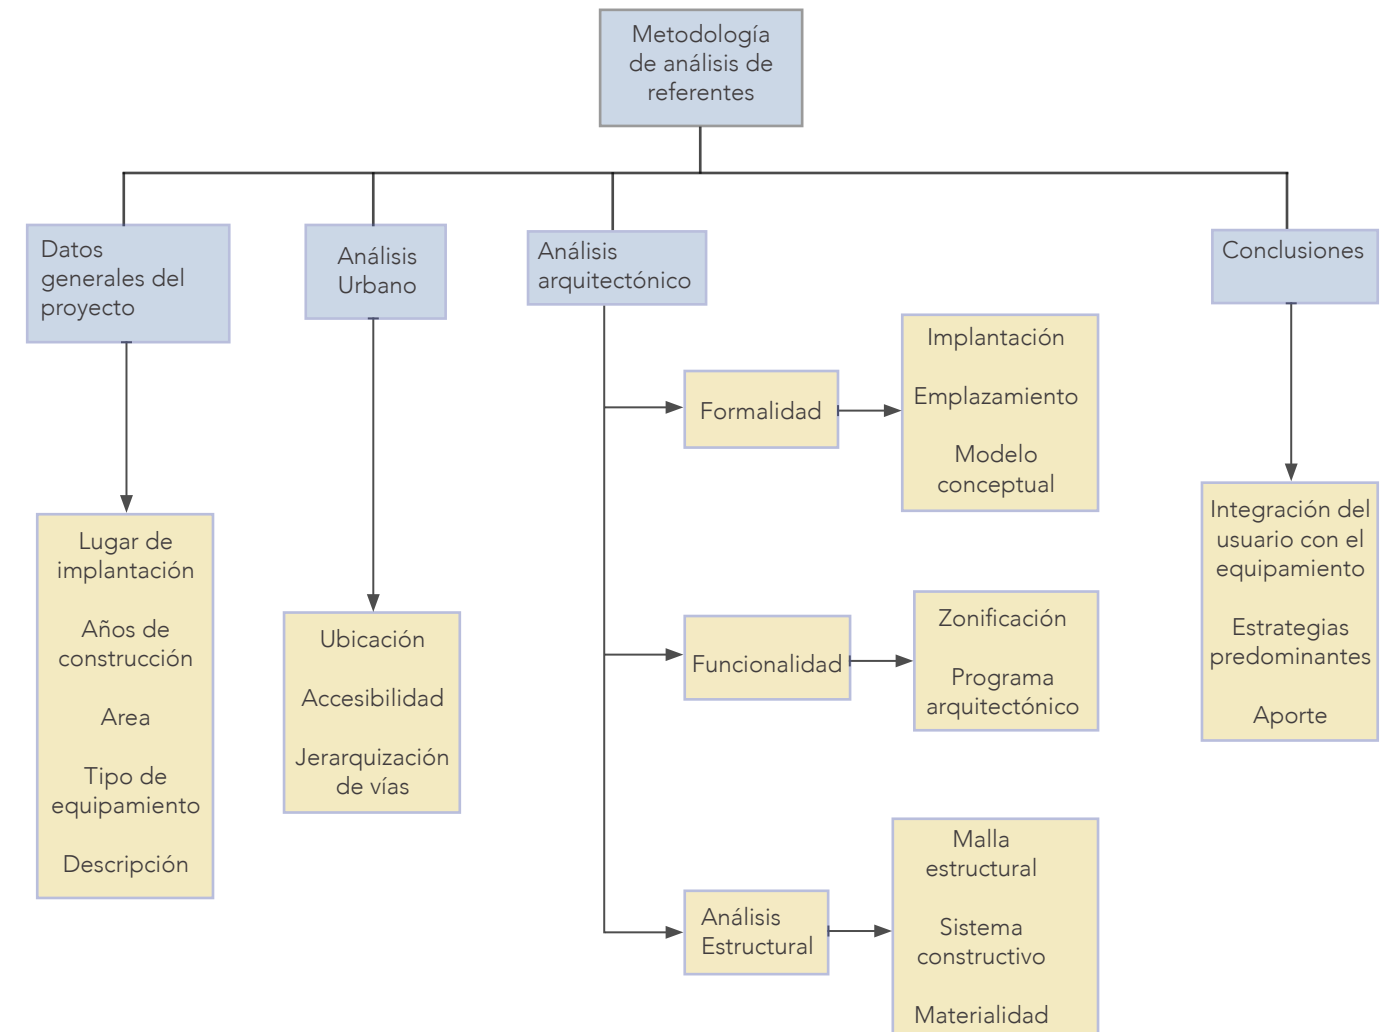 Metodología
de análisis de
referentes
Datos
generales del
proyecto
Análisis
Urbano
Análisis
arquitectónico
Conclusiones
Lugar de
implantación
Años de
construcción
Area
Tipo de
equipamiento
Descripción
Ubicación
Accesibilidad
Jerarquización
de vías
Formalidad
Implantación
Emplazamiento
Modelo
conceptual
Funcionalidad
Zonificación
Programa
arquitectónico
Análisis
Estructural
Malla
estructural
Sistema
constructivo
Materialidad
Integración del
usuario con el
equipamiento
Estrategias
predominantes
Aporte